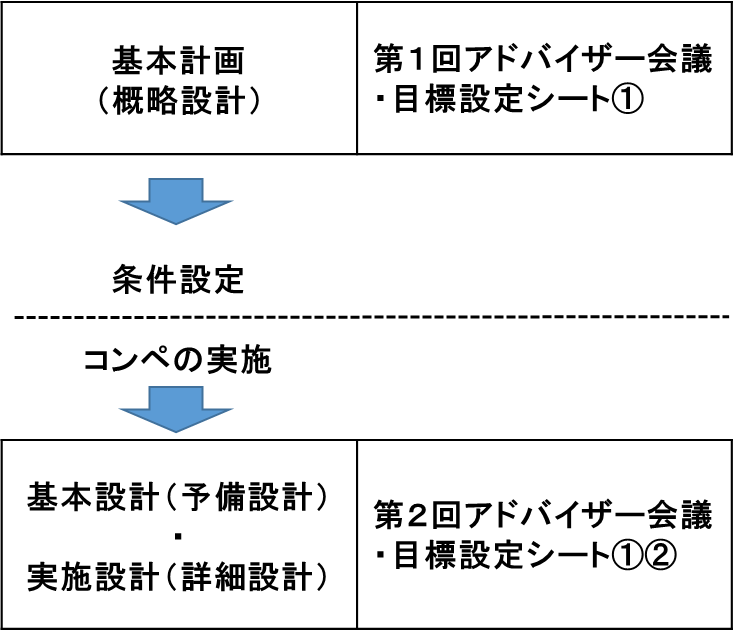 基本計画
（概略設計）
第１回アドバイザー会議
・目標設定シート①
条件設定
コンペの実施
基本設計（予備設計）
・
実施設計（詳細設計）
第２回アドバイザー会議
・目標設定シート①②